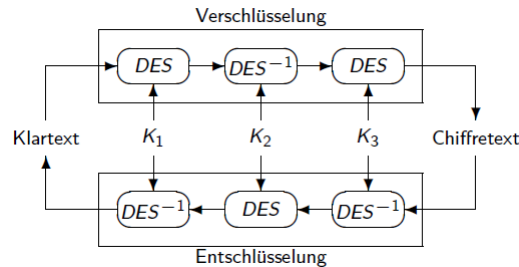 Verschlüsselung
DES DES⁻¹ DES
Klartext K₁ K₂ K₃ Chiffretext
DES⁻¹ DES DES⁻¹
Entschlüsselung